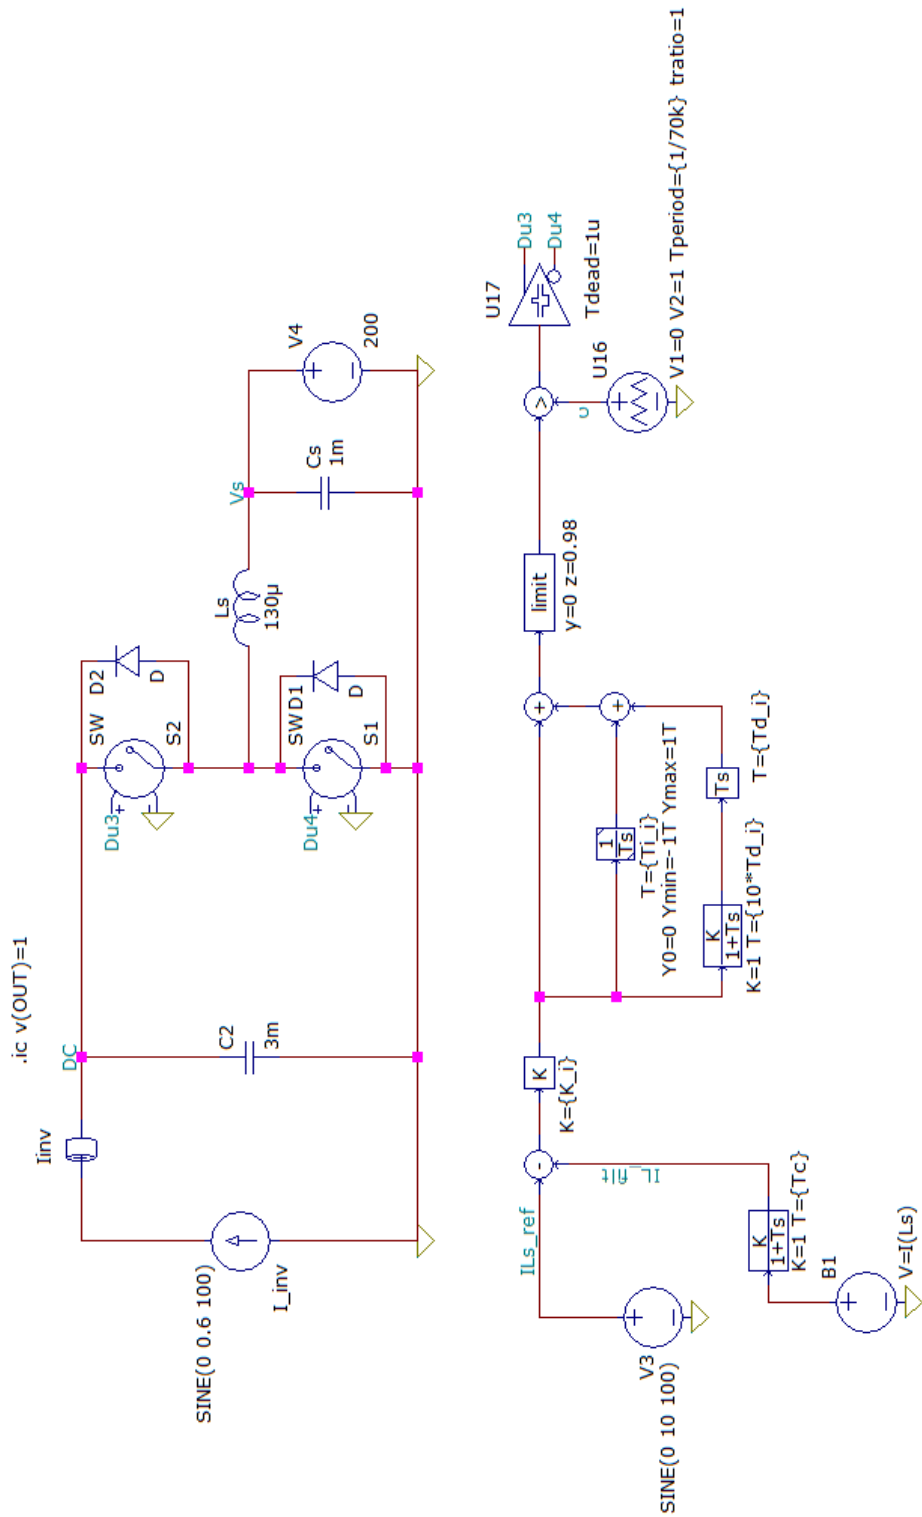 .ic v(OUT)=1
DC
Iinv
C2
3m
SINE(0 0.6 100)
I_inv
SW
D2
D
S2
Du3
+
SW
D1
D
S1
Du4
+
Ls
130µ
Vs
Cs
1m
V4
200
V3
SINE(0 10 100)
ILs_ref
IL_filt
B1
V=I(Ls)
K
1+Ts
K=1 T={Tc}
-
K
K={K_i}
1
Ts
T={Ti_i}
Y0=0 Ymin=-1T Ymax=1T
K
1+Ts
K=1 T={10*Td_i}
Ts
T={Td_i}
+
+
limit
y=0 z=0.98
>
U16
V1=0 V2=1 Tperiod={1/70k} tratio=1
U17
Du3
Du4
Tdead=1u